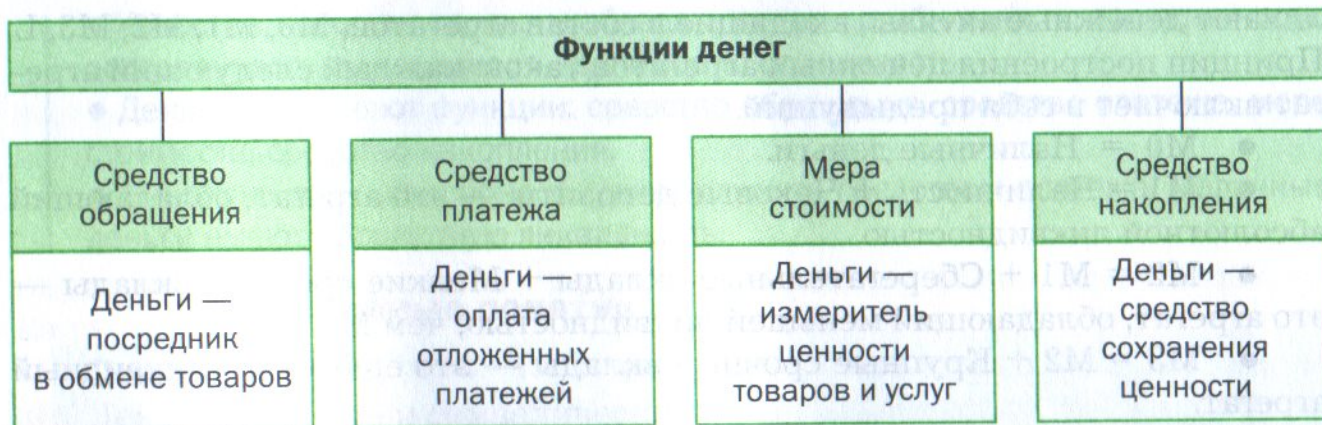 Функции денег
Средство
обращения
Деньги —
посредник
в обмене товаров
Средство
платежа
Деньги —
оплата
отложенных
платежей
Мера
стоимости
Деньги —
измеритель
ценности
товаров и услуг
Средство
накопления
Деньги —
средство
сохранения
ценности